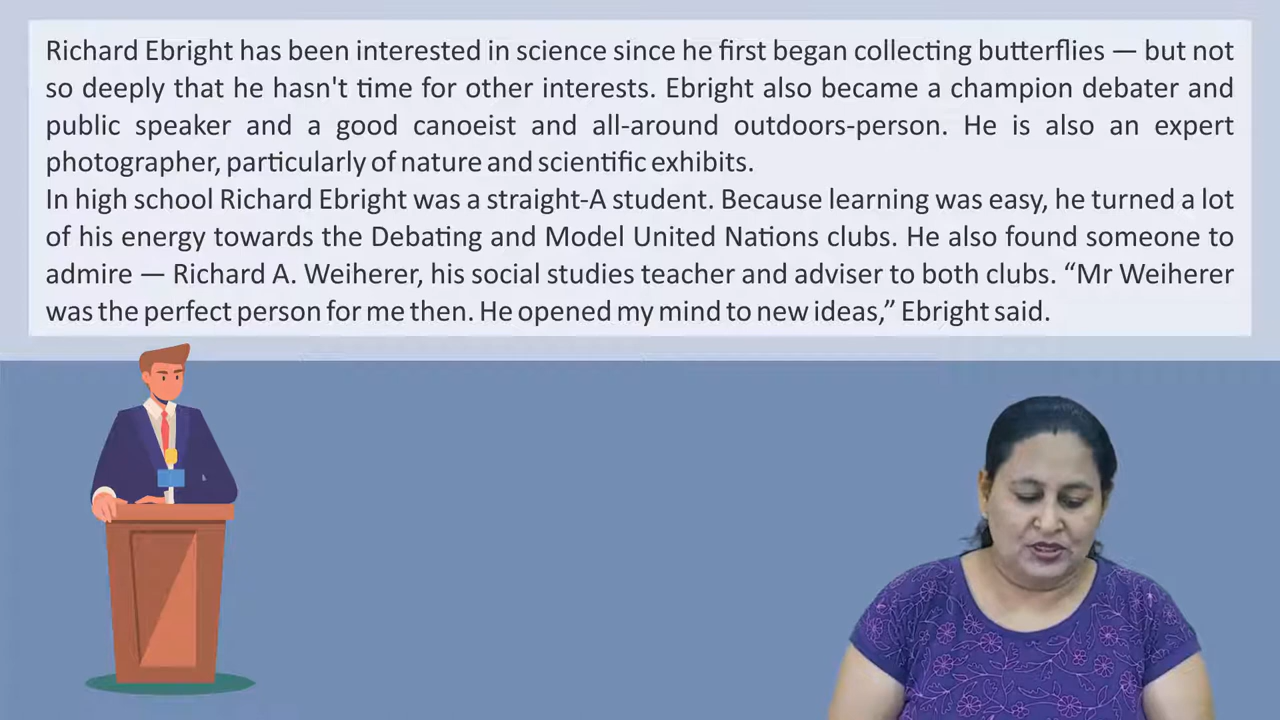 Richard Ebright has been interested in science since he first began collecting butterflies — but not
so deeply that he hasn't time for other interests. Ebright also became a champion debater and
public speaker and a good canoeist and all-around outdoors-person. He is also an expert
photographer, particularly of nature and scientific exhibits.
In high school Richard Ebright was a straight-A student. Because learning was easy, he turned a lot
of his energy towards the Debating and Model United Nations clubs. He also found someone to
admire — Richard A. Weiherer, his social studies teacher and adviser to both clubs. “Mr Weiherer
was the perfect person for me then. He opened my mind to new ideas,” Ebright said.